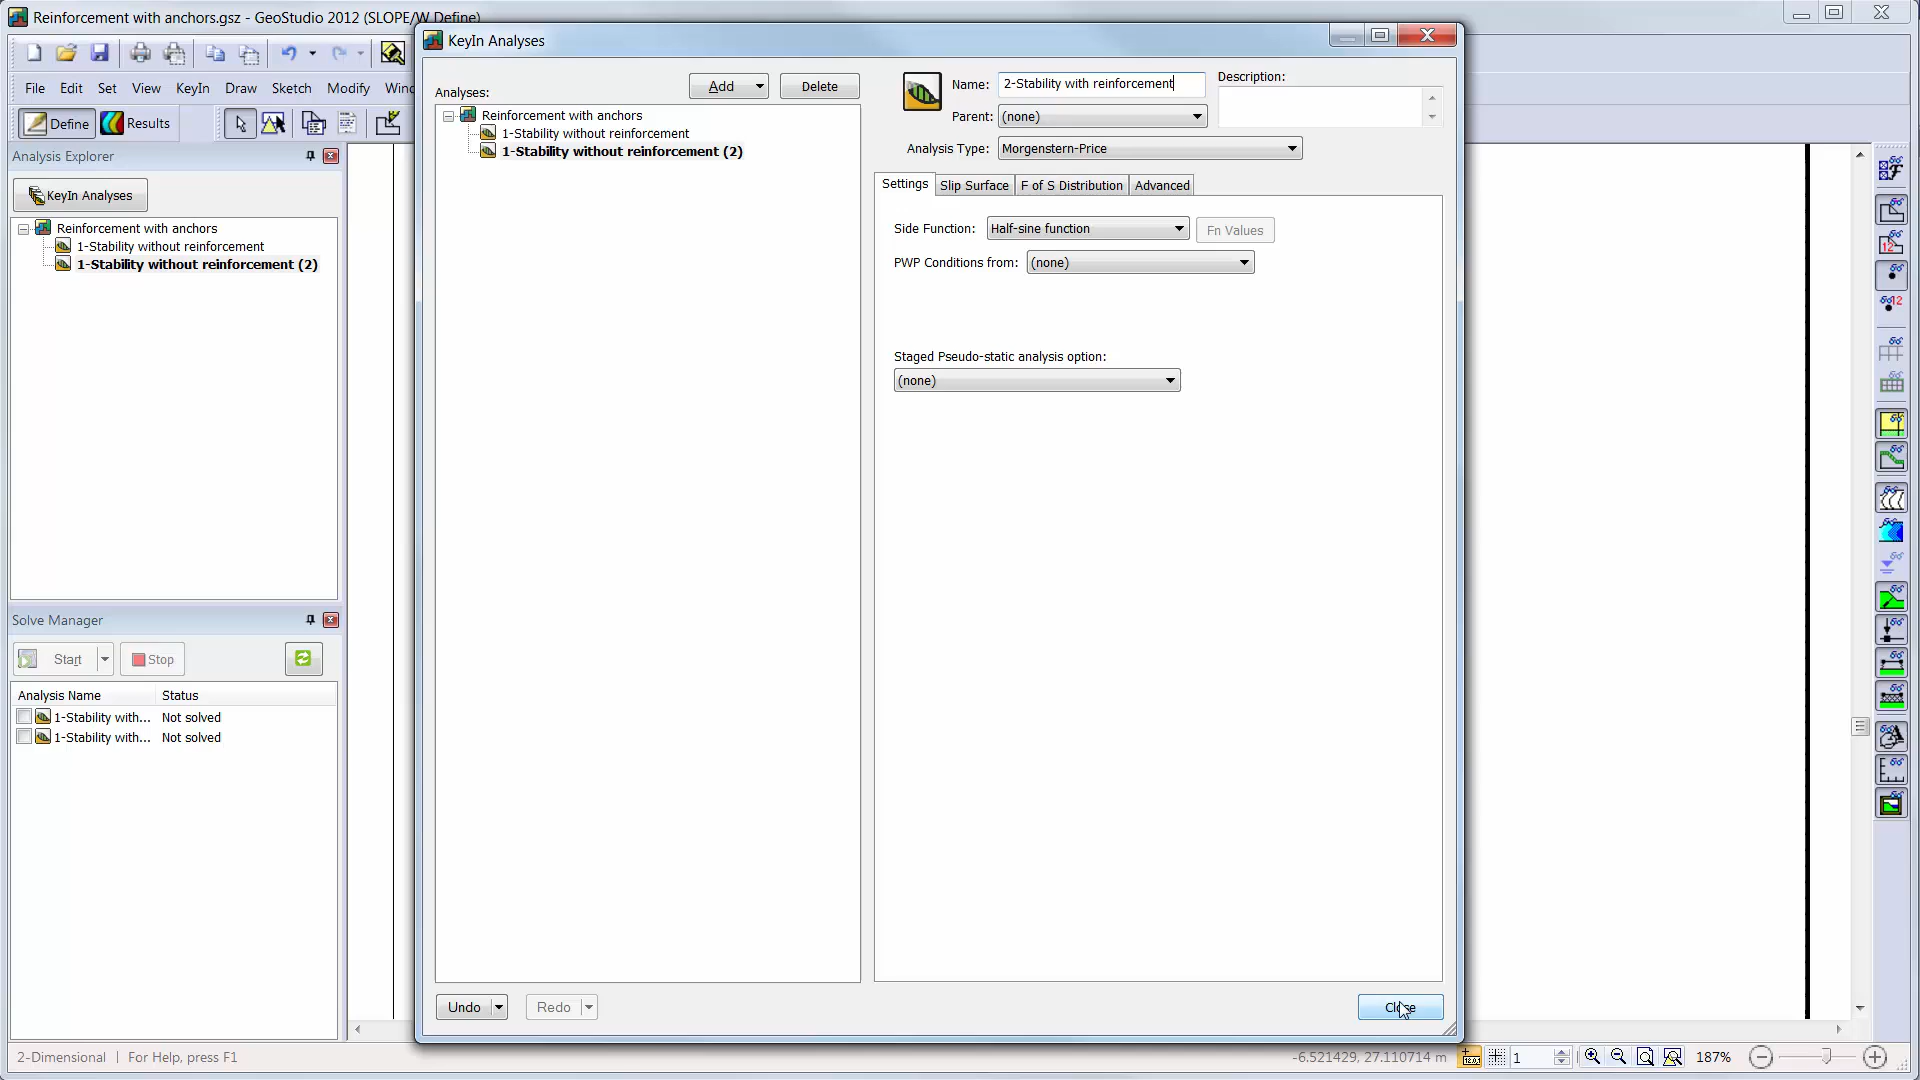 Reinforcement with anchors.gsz - GeoStudio 2012 (SLOPE/W Define)
File Edit Set View KeyIn Draw Sketch Modify
Define Results
Analysis Explorer
KeyIn Analyses
Reinforcement with anchors
1-Stability without reinforcement
1-Stability without reinforcement (2)
Solve Manager
Start Stop
Analysis Name Status
1-Stability with... Not solved
1-Stability with... Not solved
KeyIn Analyses
Analyses: Add Delete
Reinforcement with anchors
1-Stability without reinforcement
1-Stability without reinforcement (2)
Name: 2-Stability with reinforcement Description:
Parent: (none)
Analysis Type: Morgenstern-Price
Settings Slip Surface F of S Distribution Advanced
Side Function: Half-sine function Fn Values
PWP Conditions from: (none)
Staged Pseudo-static analysis option:
(none)
Undo Redo Close
2-Dimensional For Help, press F1 -6.521429, 27.110714 m 1 187%